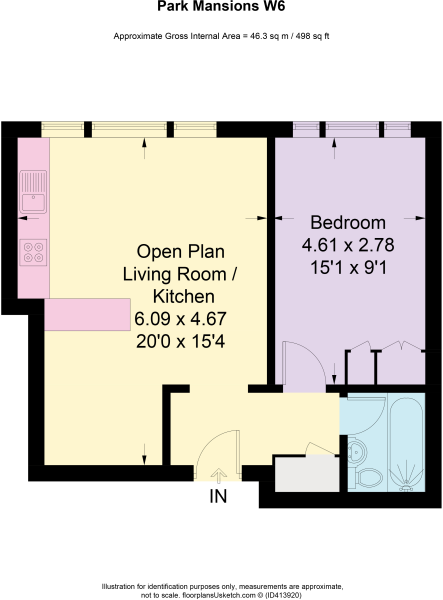 Park Mansions W6
Approximate Gross Internal Area = 46.3 sq m / 498 sq ft
Bedroom
4.61 x 2.78
15'1 x 9'1
Open Plan
Living Room /
Kitchen
6.09 x 4.67
20'0 x 15'4
IN
Illustration for identification purposes only, measurements are approximate,
not to scale. floorplansUsketch.com © (ID413920)